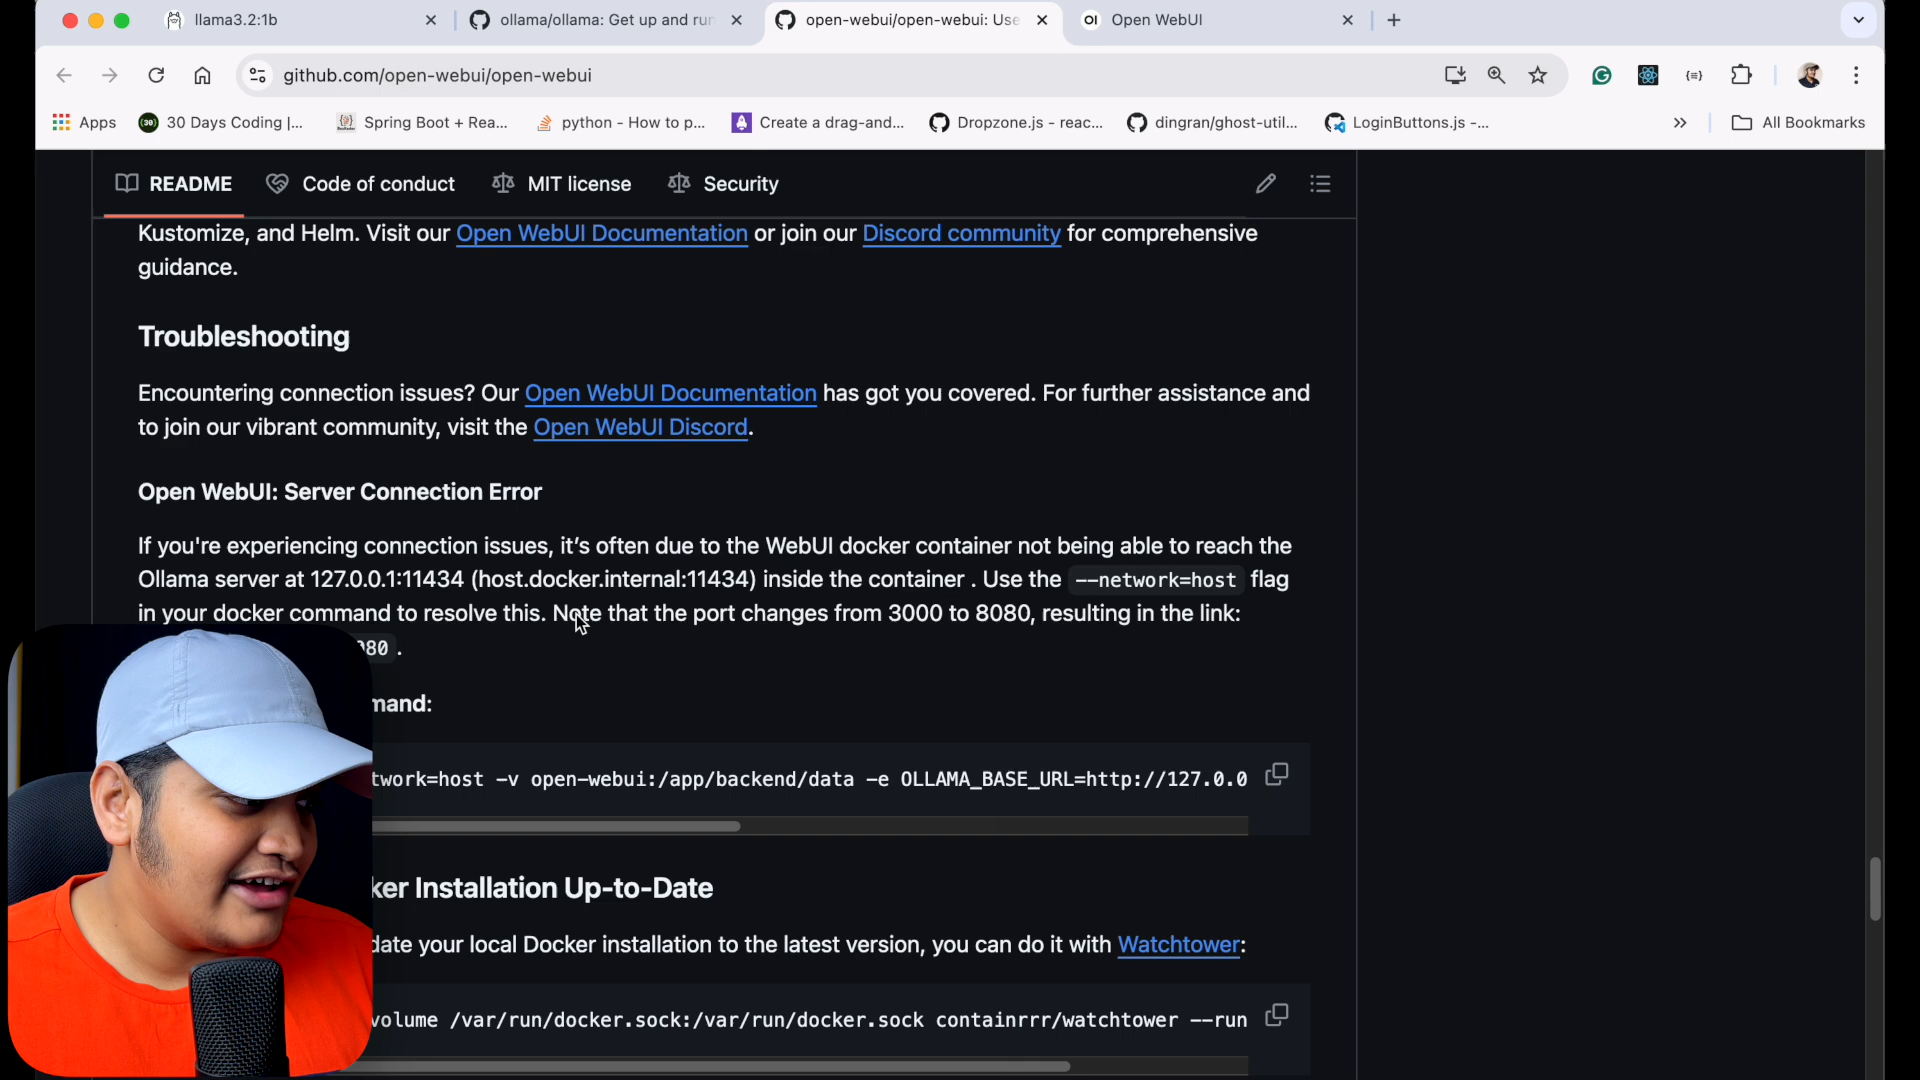 llama3.2:1b
ollama/ollama: Get up and run
open-webui/open-webui: Use
OI Open WebUI
github.com/open-webui/open-webui
Apps
30 Days Coding |...
Spring Boot + Rea...
python - How to p...
Create a drag-and...
Dropzone.js - reac...
dingran/ghost-util...
LoginButtons.js -...
All Bookmarks
README
Code of conduct
MIT license
Security
Kustomize, and Helm. Visit our Open WebUI Documentation or join our Discord community for comprehensive
guidance.
Troubleshooting
Encountering connection issues? Our Open WebUI Documentation has got you covered. For further assistance and
to join our vibrant community, visit the Open WebUI Discord.
Open WebUI: Server Connection Error
If you're experiencing connection issues, it's often due to the WebUI docker container not being able to reach the
Ollama server at 127.0.0.1:11434 (host.docker.internal:11434) inside the container . Use the --network=host flag
in your docker command to resolve this. Note that the port changes from 3000 to 8080, resulting in the link:
80 .
mand:
twork=host -v open-webui:/app/backend/data -e OLLAMA_BASE_URL=http://127.0.0
ker Installation Up-to-Date
date your local Docker installation to the latest version, you can do it with Watchtower:
volume /var/run/docker.sock:/var/run/docker.sock containrrr/watchtower --run